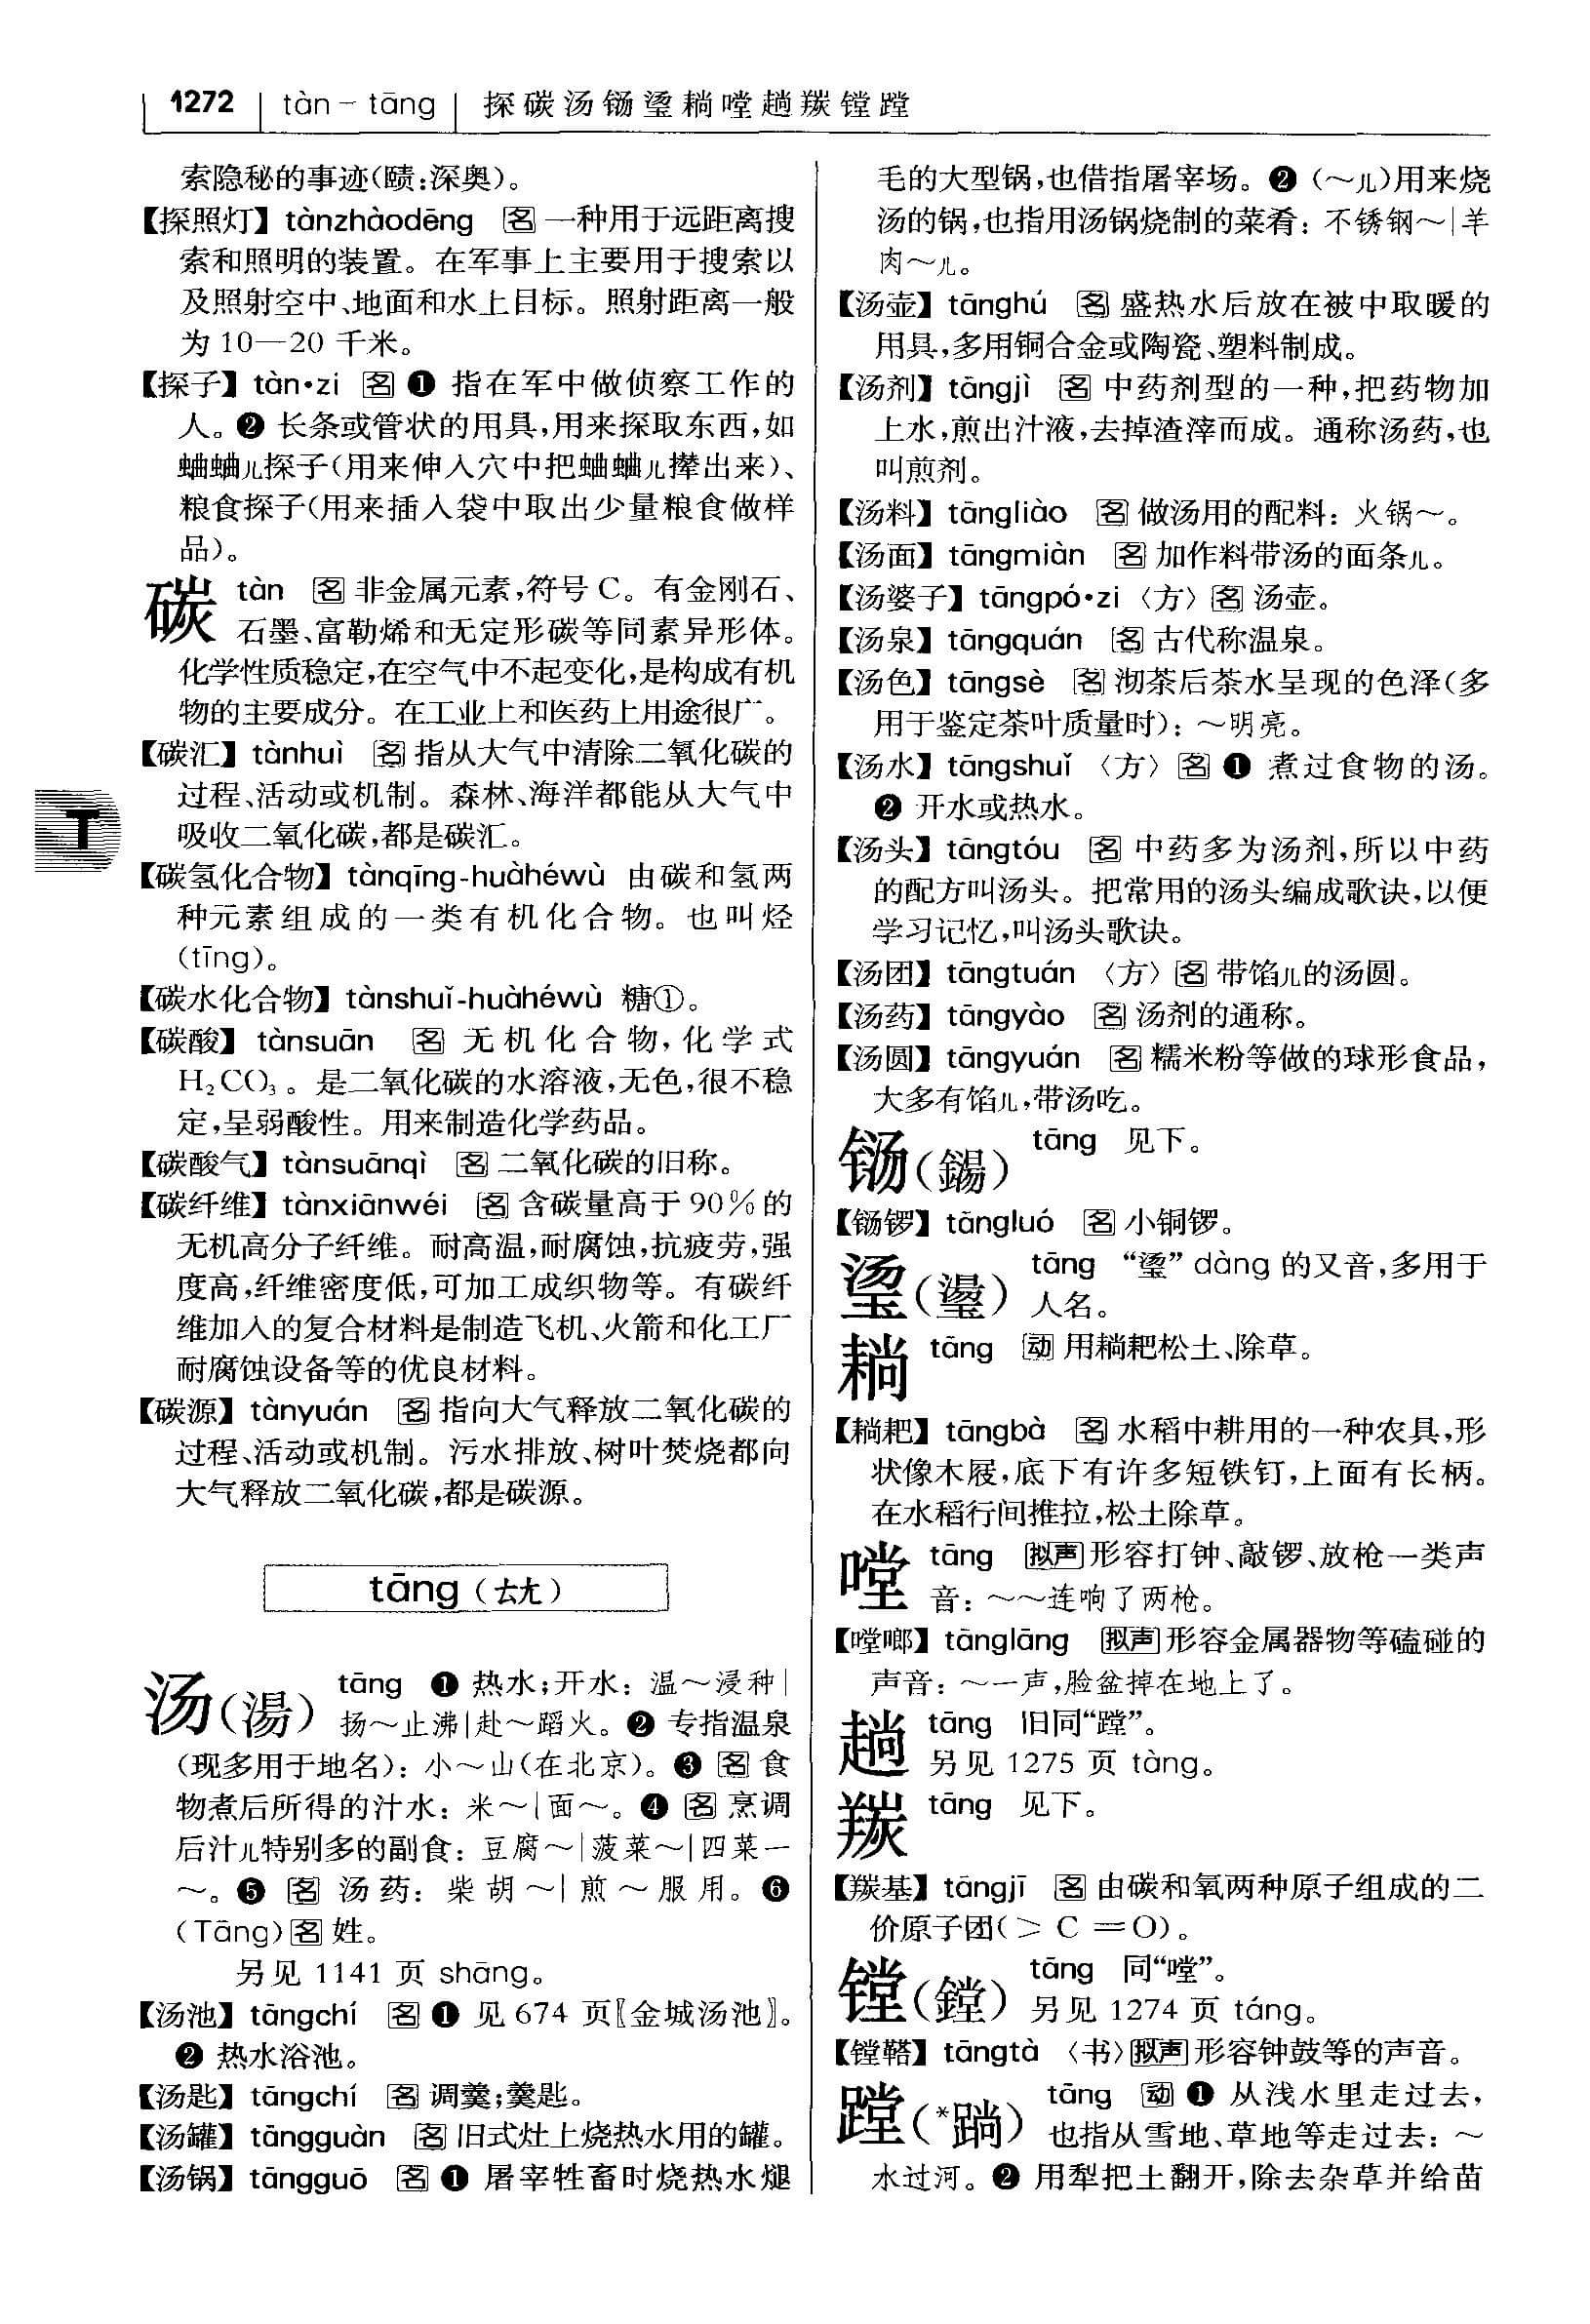 1272 tàn – tāng 探碳汤铴鐋耥嘡趟羰镗蹚
索隐秘的事迹(赜:深奥)。
【探照灯】 tànzhàodēng 名 一种用于远距离搜
索和照明的装置。在军事上主要用于搜索以
及照射空中、地面和水上目标。照射距离一般
为 10—20 千米。
【探子】 tàn·zi 名 ❶ 指在军中做侦察工作的
人。❷ 长条或管状的用具,用来探取东西,如
蛐蛐儿探子(用来伸入穴中把蛐蛐儿撵出来)、
粮食探子(用来插入袋中取出少量粮食做样
品)。
碳 tàn 名 非金属元素,符号 C。有金刚石、
石墨、富勒烯和无定形碳等同素异形体。
化学性质稳定,在空气中不起变化,是构成有机
物的主要成分。在工业上和医药上用途很广。
【碳汇】 tànhuì 名 指从大气中清除二氧化碳的
过程、活动或机制。森林、海洋都能从大气中
吸收二氧化碳,都是碳汇。
【碳氢化合物】 tànqīng-huàhéwù 由碳和氢两
种元素组成的一类有机化合物。也叫烃
(tīng)。
【碳水化合物】 tànshuǐ-huàhéwù 糖①。
【碳酸】 tànsuān 名 无机化合物,化学式
H₂CO₃。是二氧化碳的水溶液,无色,很不稳
定,呈弱酸性。用来制造化学药品。
【碳酸气】 tànsuānqì 名 二氧化碳的旧称。
【碳纤维】 tànxiānwéi 名 含碳量高于 90%的
无机高分子纤维。耐高温,耐腐蚀,抗疲劳,强
度高,纤维密度低,可加工成织物等。有碳纤
维加入的复合材料是制造飞机、火箭和化工厂
耐腐蚀设备等的优良材料。
【碳源】 tànyuán 名 指向大气释放二氧化碳的
过程、活动或机制。污水排放、树叶焚烧都向
大气释放二氧化碳,都是碳源。
T
tāng (ㄊㄤ)
汤(湯) tāng ❶ 热水;开水:温~浸种|
扬~止沸|赴~蹈火。❷ 专指温泉
(现多用于地名):小~山(在北京)。❸ 名 食
物煮后所得的汁水:米~|面~。❹ 名 烹调
后汁儿特别多的副食:豆腐~|菠菜~|四菜一
~。❺ 名 汤药:柴胡~|煎~服用。❻
(Tāng) 名 姓。
另见 1141 页 shāng。
【汤池】 tāngchí 名 ❶ 见 674 页〖金城汤池〗。
❷ 热水浴池。
【汤匙】 tāngchí 名 调羹;羹匙。
【汤罐】 tāngguàn 名 旧式灶上烧热水用的罐。
【汤锅】 tāngguō 名 ❶ 屠宰牲畜时烧热水煺
毛的大型锅,也借指屠宰场。❷ (~儿)用来烧
汤的锅,也指用汤锅烧制的菜肴:不锈钢~|羊
肉~儿。
【汤壶】 tānghú 名 盛热水后放在被中取暖的
用具,多用铜合金或陶瓷、塑料制成。
【汤剂】 tāngjì 名 中药剂型的一种,把药物加
上水,煎出汁液,去掉渣滓而成。通称汤药,也
叫煎剂。
【汤料】 tāngliào 名 做汤用的配料:火锅~。
【汤面】 tāngmiàn 名 加作料带汤的面条儿。
【汤婆子】 tāngpó·zi 〈方〉 名 汤壶。
【汤泉】 tāngquán 名 古代称温泉。
【汤色】 tāngsè 名 沏茶后茶水呈现的色泽(多
用于鉴定茶叶质量时):~明亮。
【汤水】 tāngshuǐ 〈方〉 名 ❶ 煮过食物的汤。
❷ 开水或热水。
【汤头】 tāngtóu 名 中药多为汤剂,所以中药
的配方叫汤头。把常用的汤头编成歌诀,以便
学习记忆,叫汤头歌诀。
【汤团】 tāngtuán 〈方〉 名 带馅儿的汤圆。
【汤药】 tāngyào 名 汤剂的通称。
【汤圆】 tāngyuán 名 糯米粉等做的球形食品,
大多有馅儿,带汤吃。
铴(鐋) tāng 见下。
【铴锣】 tāngluó 名 小铜锣。
璗(璗) tāng “璗” dàng 的又音,多用于
人名。
耥 tāng 动 用耥耙松土、除草。
【耥耙】 tāngbà 名 水稻中耕用的一种农具,形
状像木屐,底下有许多短铁钉,上面有长柄。
在水稻行间推拉,松土除草。
嘡 tāng 拟声 形容打钟、敲锣、放枪一类声
音:~~连响了两枪。
【嘡啷】 tānglāng 拟声 形容金属器物等磕碰的
声音:~一声,脸盆掉在地上了。
趟 tāng 旧同“蹚”。
另见 1275 页 tàng。
羰 tāng 见下。
【羰基】 tāngjī 名 由碳和氧两种原子组成的二
价原子团(> C =O)。
镗(鏜) tāng 同“嘡”。
另见 1274 页 táng。
【镗鞳】 tāngtà 〈书〉 拟声 形容钟鼓等的声音。
蹚(*踼) tāng 动 ❶ 从浅水里走过去,
也指从雪地、草地等走过去:~
水过河。❷ 用犁把土翻开,除去杂草并给苗